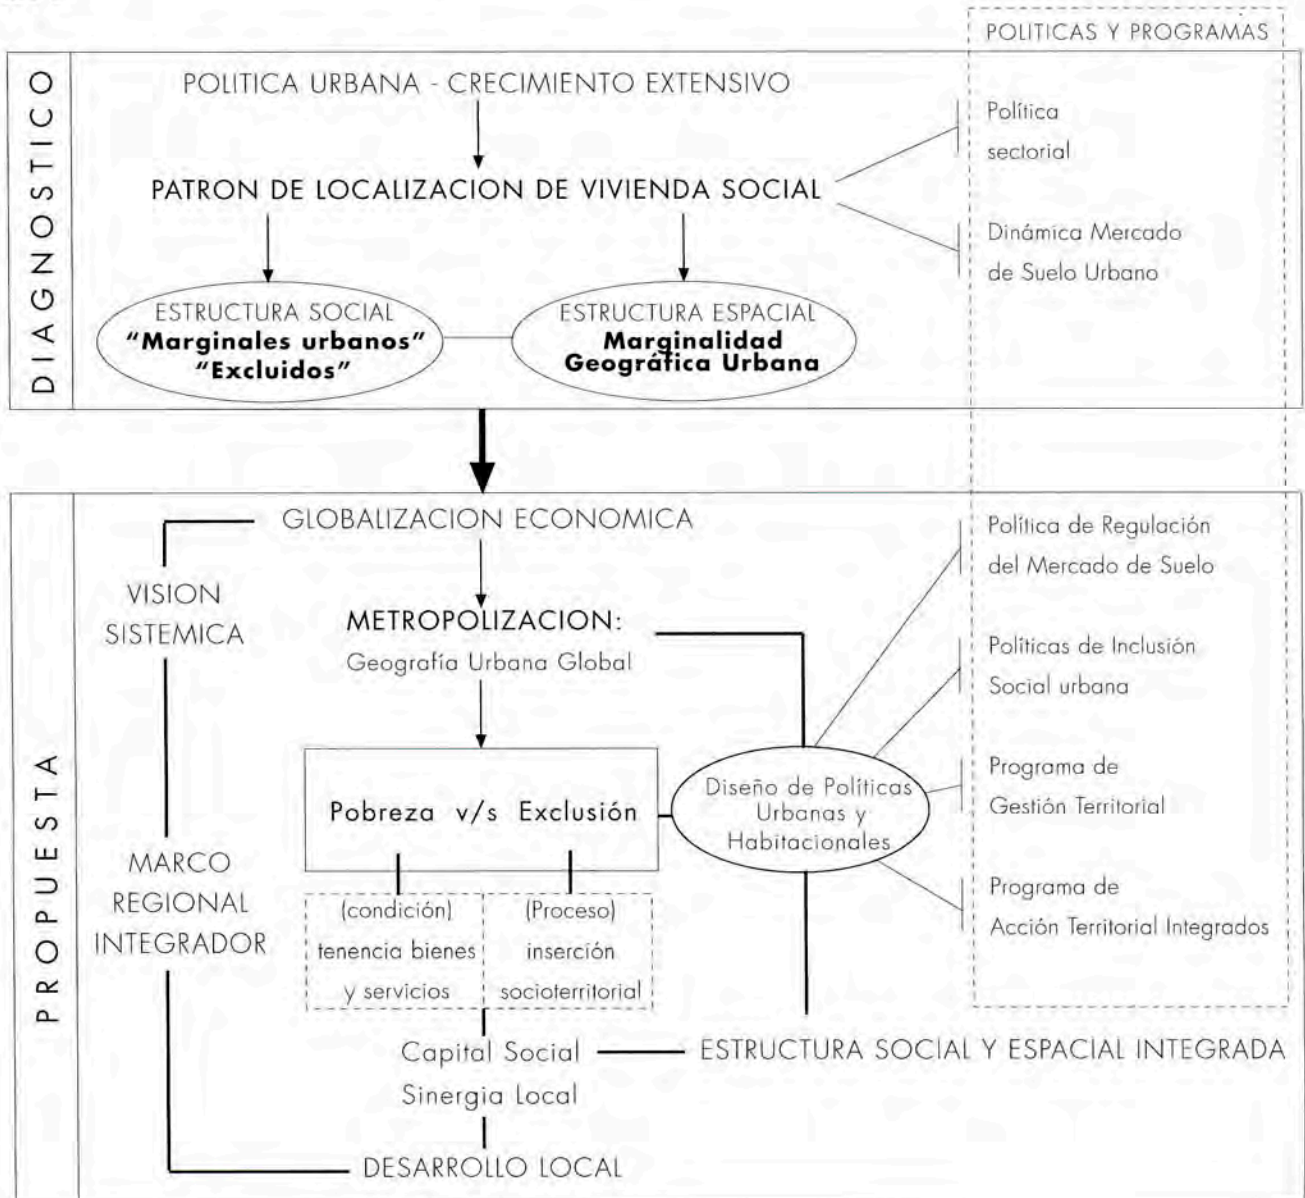 POLITICAS Y PROGRAMAS
DIAGNOSTICO
POLITICA URBANA - CRECIMIENTO EXTENSIVO
PATRON DE LOCALIZACION DE VIVIENDA SOCIAL
Política
sectorial
Dinámica Mercado
de Suelo Urbano
ESTRUCTURA SOCIAL
"Marginales urbanos"
"Excluidos"
ESTRUCTURA ESPACIAL
Marginalidad
Geográfica Urbana
PROPUESTA
GLOBALIZACION ECONOMICA
VISION
SISTEMICA
METROPOLIZACION:
Geografía Urbana Global
Política de Regulación
del Mercado de Suelo
Políticas de Inclusión
Social urbana
Programa de
Gestión Territorial
Programa de
Acción Territorial Integrados
Pobreza v/s Exclusión
Diseño de Políticas
Urbanas y
Habitacionales
MARCO
REGIONAL
INTEGRADOR
(condición)
tenencia bienes
y servicios
(Proceso)
inserción
socioterritorial
Capital Social
Sinergia Local
ESTRUCTURA SOCIAL Y ESPACIAL INTEGRADA
DESARROLLO LOCAL